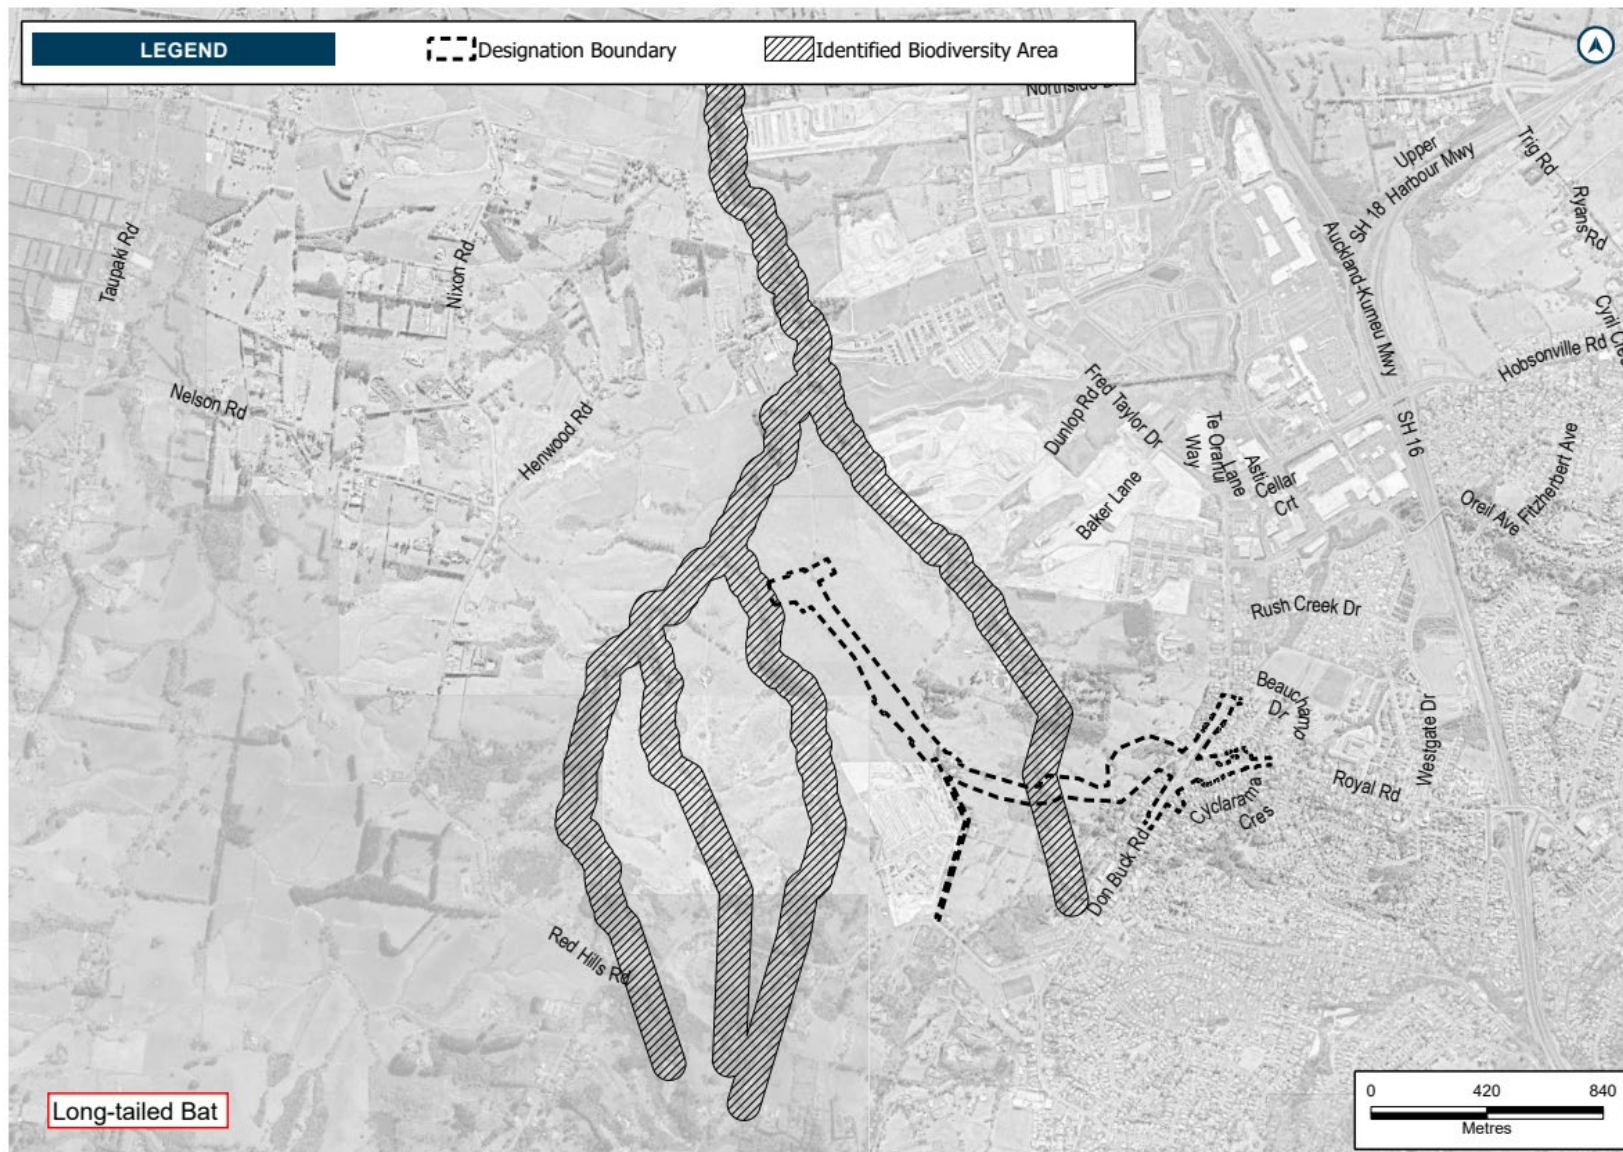 LEGEND
Designation Boundary
Identified Biodiversity Area
Upper
Harbour Mwy
SH 18
Trig Rd
Ryans Rd
Taupaki Rd
Nixon Rd
Auckland-Kumeu Mwy
Hobsonville Rd
Nelson Rd
Henwood Rd
Fred Taylor Dr
Dunlop Rd
Te Oranui
Way
Asti
Lane
Cellar
Crt
SH 16
Oreil Ave
Fitzherbert Ave
Baker Lane
Rush Creek Dr
Beauchamp
Dr
Westgate Dr
Royal Rd
Cyclarama
Cres
Don Buck Rd
Red Hills Rd
Long-tailed Bat
0 420 840
Metres